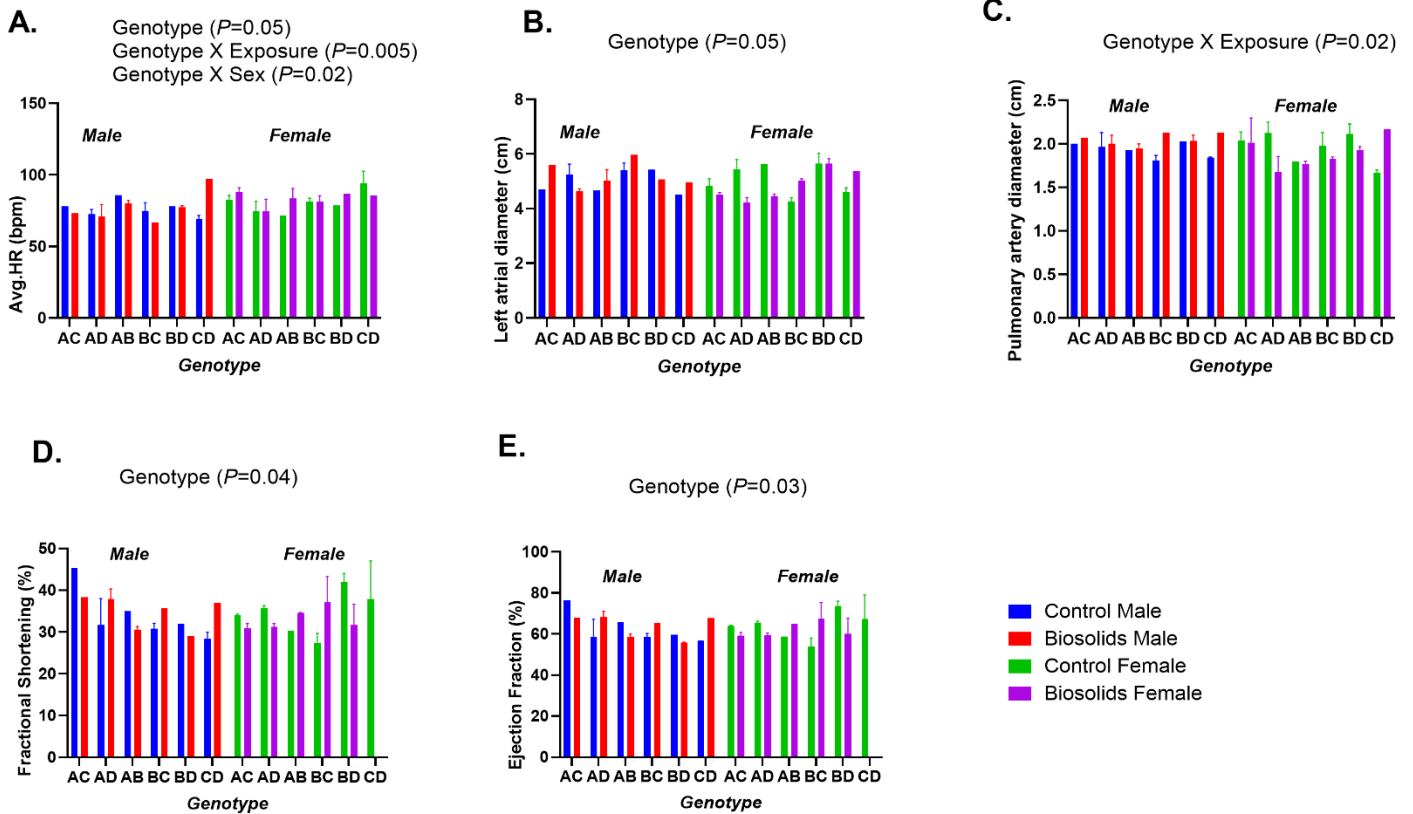 A.
Genotype (P=0.05)
Genotype X Exposure (P=0.005)
Genotype X Sex (P=0.02)
Avg.HR (bpm)
150
100
50
0
Male
Female
AC AD AB BC BD CD AC AD AB BC BD CD
Genotype
B.
Genotype (P=0.05)
Left atrial diameter (cm)
8
6
4
2
0
Male
Female
AC AD AB BC BD CD AC AD AB BC BD CD
Genotype
C.
Genotype X Exposure (P=0.02)
Pulmonary artery diamaeter (cm)
2.5
2.0
1.5
1.0
0.5
0.0
Male
Female
AC AD AB BC BD CD AC AD AB BC BD CD
Genotype
D.
Genotype (P=0.04)
Fractional Shortening (%)
50
40
30
20
10
0
Male
Female
AC AD AB BC BD CD AC AD AB BC BD CD
Genotype
E.
Genotype (P=0.03)
Ejection Fraction (%)
100
80
60
40
20
0
Male
Female
AC AD AB BC BD CD AC AD AB BC BD CD
Genotype
Control Male
Biosolids Male
Control Female
Biosolids Female